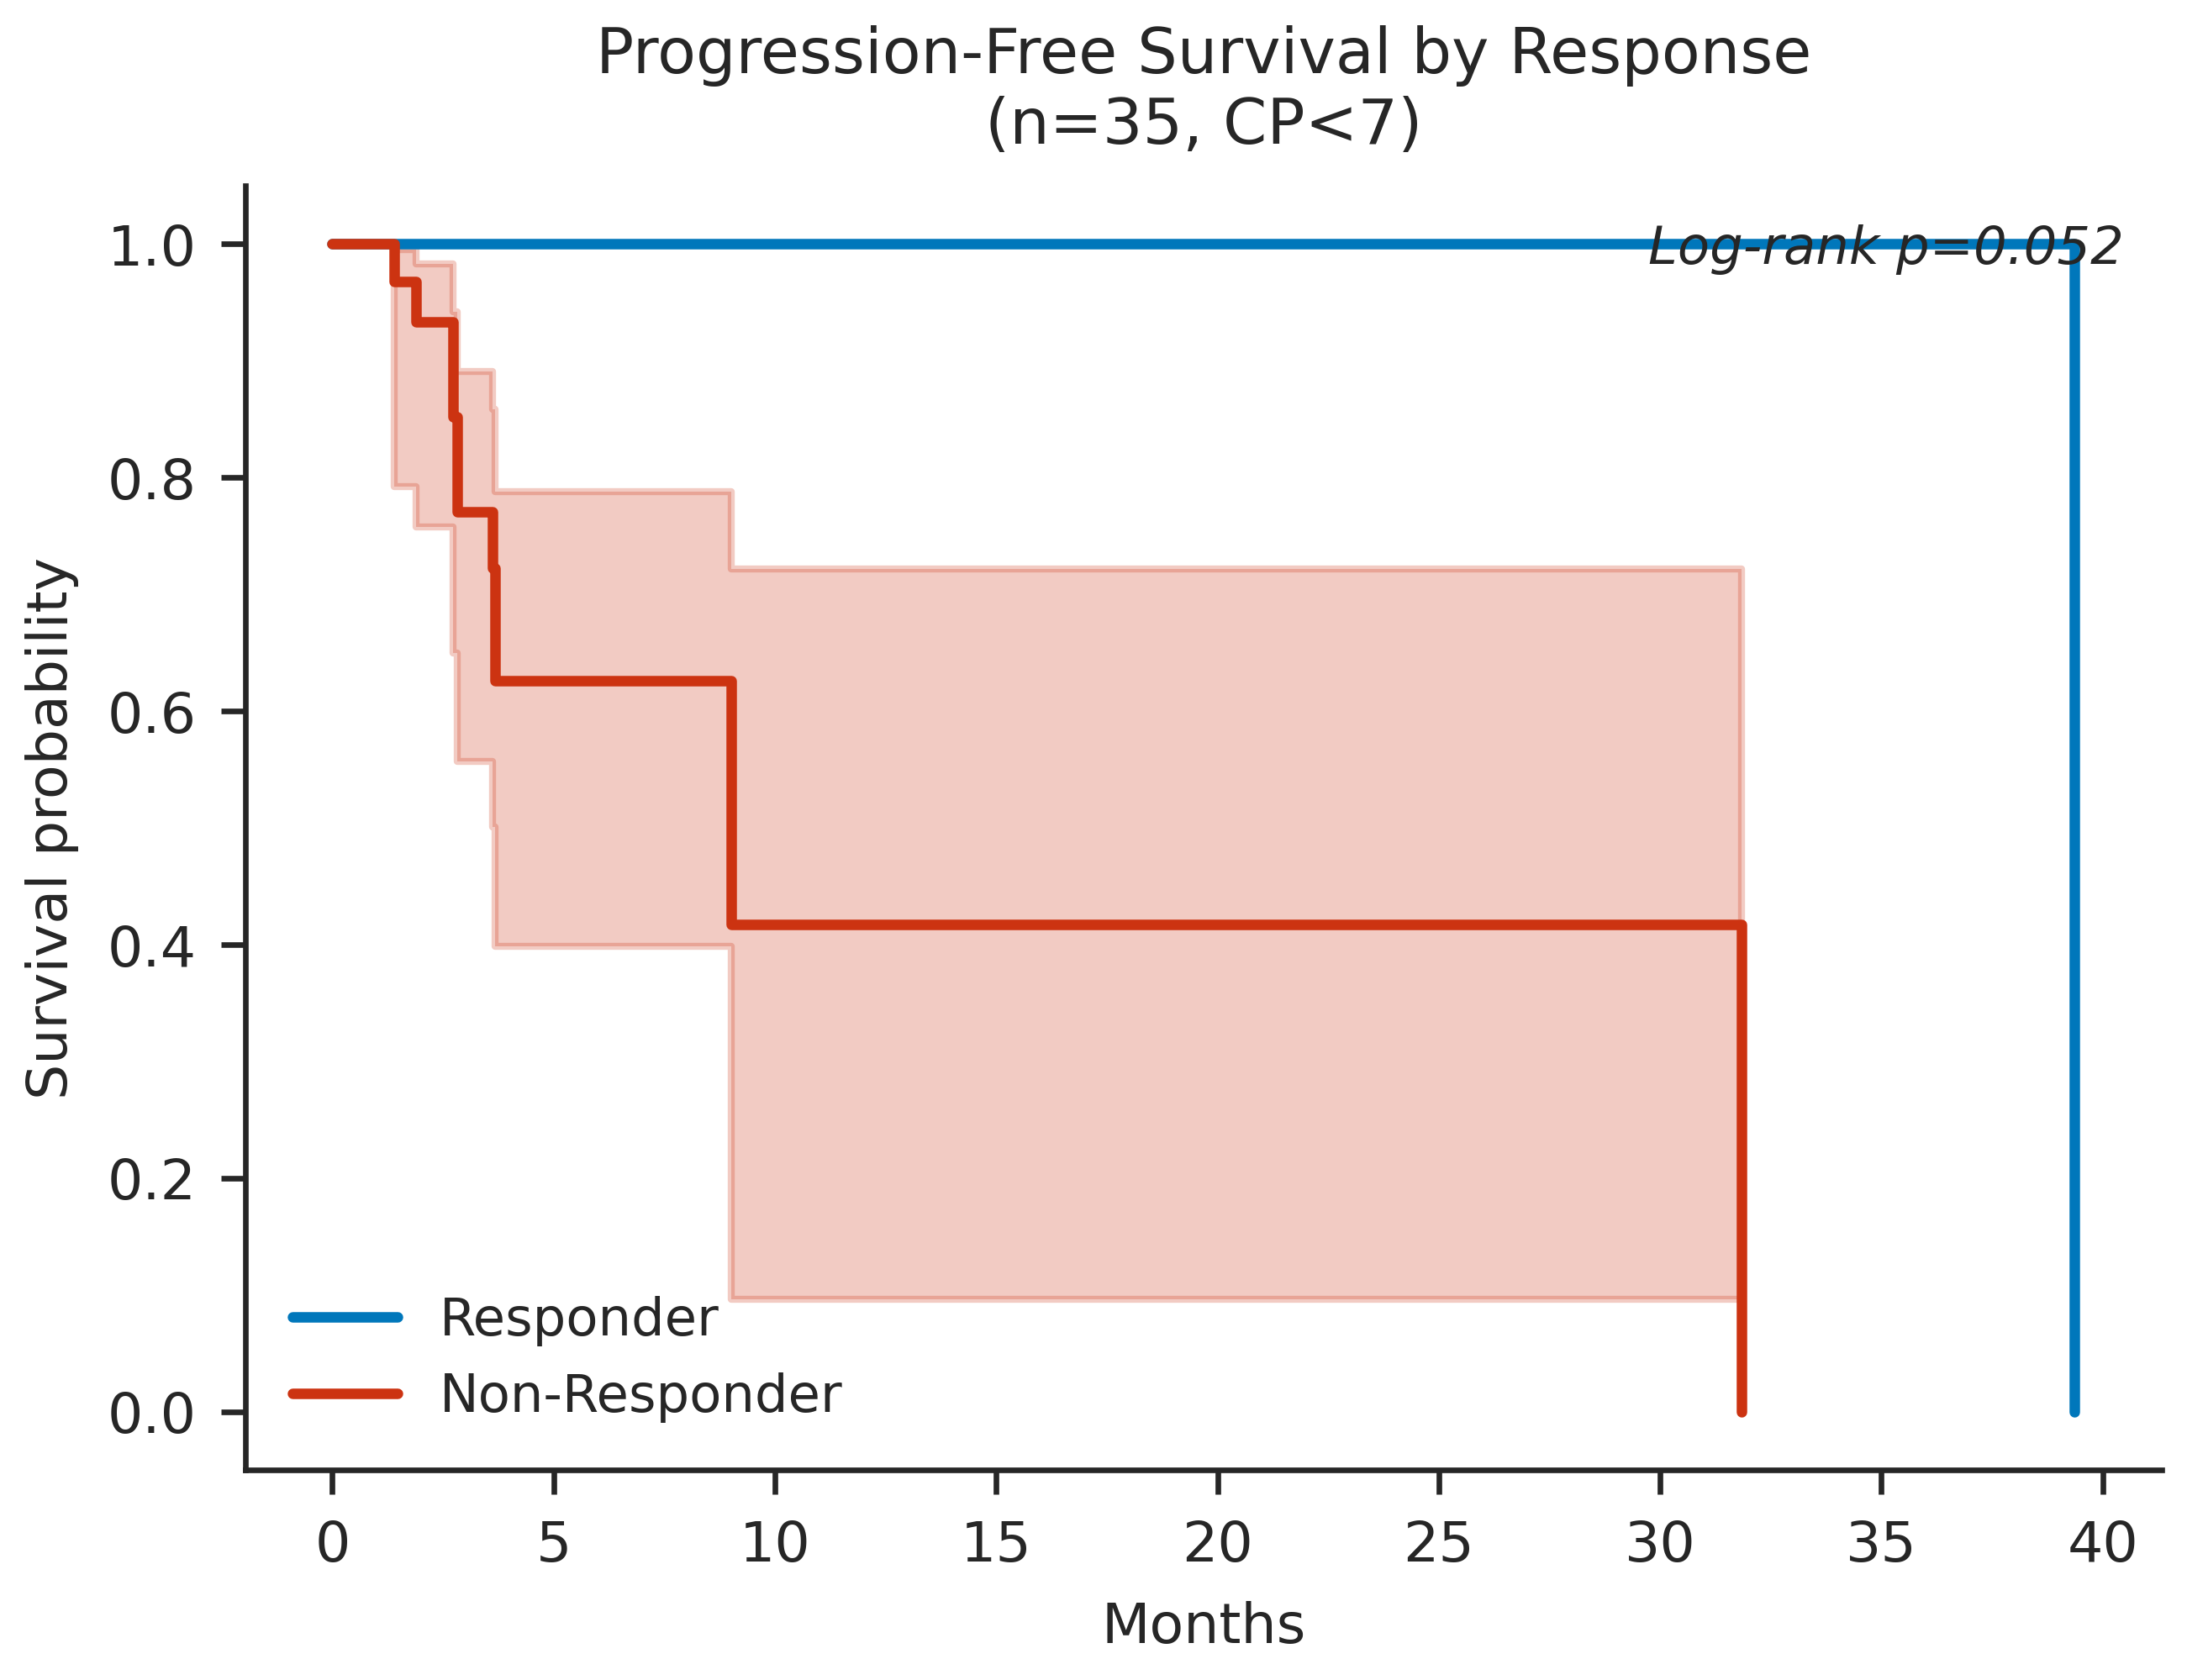 Progression-Free Survival by Response
(n=35, CP<7)
Log-rank p=0.052
1.0
0.8
0.6
0.4
0.2
0.0
Survival probability
Responder
Non-Responder
0 5 10 15 20 25 30 35 40
Months